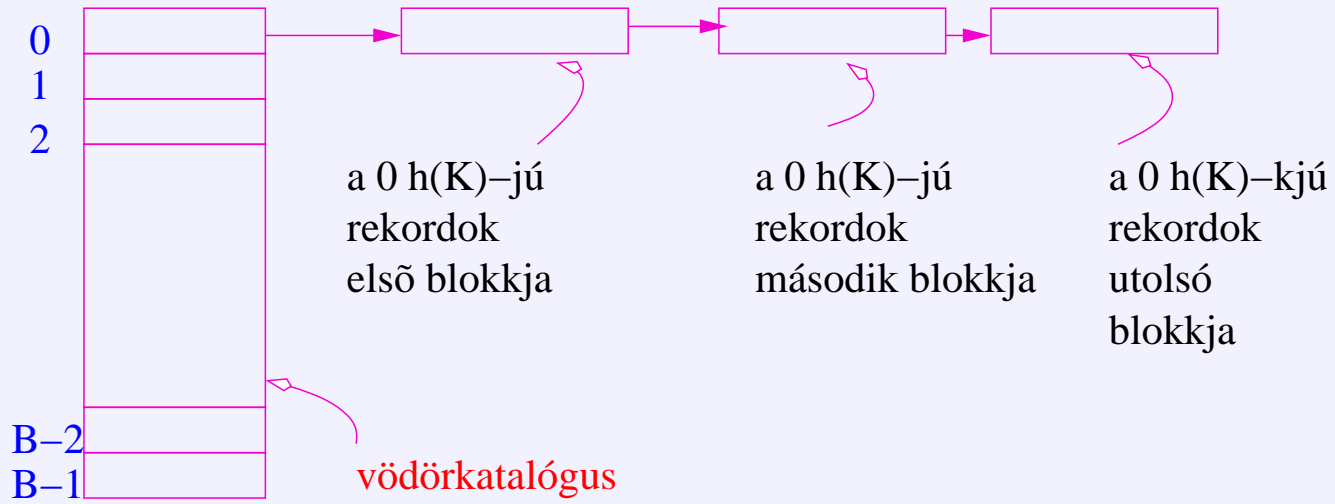 0
1
2
a 0 h(K)−jú
rekordok
elsõ blokkja
a 0 h(K)−jú
rekordok
második blokkja
a 0 h(K)−kjú
rekordok
utolsó
blokkja
B−2
B−1
vödörkatalógus